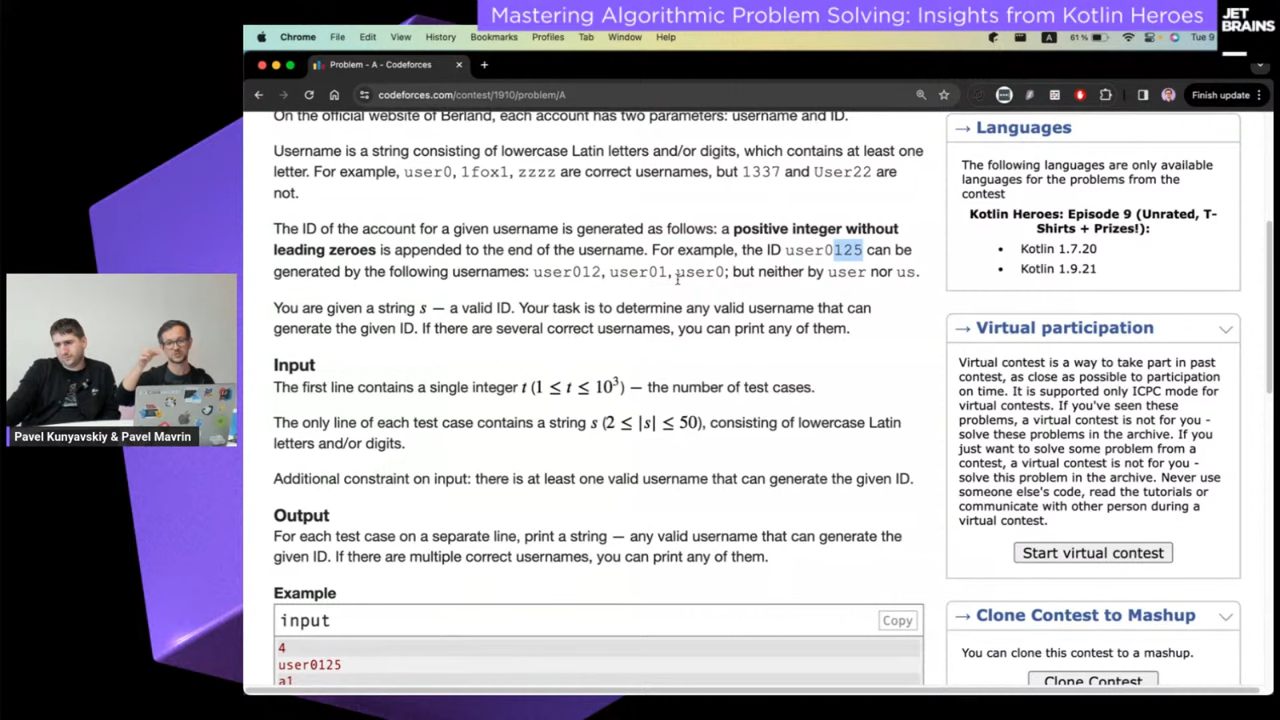 Mastering Algorithmic Problem Solving: Insights from Kotlin Heroes
JET
BRAINS
Chrome File Edit View History Bookmarks Profiles Tab Window Help
A 61 % Tue 9
Problem - A - Codeforces
codeforces.com/contest/1910/problem/A
Finish update
On the official website of Berland, each account has two parameters: username and ID.
Username is a string consisting of lowercase Latin letters and/or digits, which contains at least one
letter. For example, user0, 1fox1, zzzz are correct usernames, but 1337 and User22 are
not.
The ID of the account for a given username is generated as follows: a positive integer without
leading zeroes is appended to the end of the username. For example, the ID user0125 can be
generated by the following usernames: user012, user01, user0; but neither by user nor us.
You are given a string s — a valid ID. Your task is to determine any valid username that can
generate the given ID. If there are several correct usernames, you can print any of them.
Input
The first line contains a single integer t (1 ≤ t ≤ 10³) — the number of test cases.
The only line of each test case contains a string s (2 ≤ |s| ≤ 50), consisting of lowercase Latin
letters and/or digits.
Additional constraint on input: there is at least one valid username that can generate the given ID.
Output
For each test case on a separate line, print a string — any valid username that can generate the
given ID. If there are multiple correct usernames, you can print any of them.
Example
input
Copy
4
user0125
a1
→ Languages
The following languages are only available
languages for the problems from the
contest
Kotlin Heroes: Episode 9 (Unrated, T-
Shirts + Prizes!):
• Kotlin 1.7.20
• Kotlin 1.9.21
→ Virtual participation
Virtual contest is a way to take part in past
contest, as close as possible to participation
on time. It is supported only ICPC mode for
virtual contests. If you've seen these
problems, a virtual contest is not for you -
solve these problems in the archive. If you
just want to solve some problem from a
contest, a virtual contest is not for you -
solve this problem in the archive. Never use
someone else's code, read the tutorials or
communicate with other person during a
virtual contest.
Start virtual contest
→ Clone Contest to Mashup
You can clone this contest to a mashup.
Clone Contest
Pavel Kunyavskiy & Pavel Mavrin